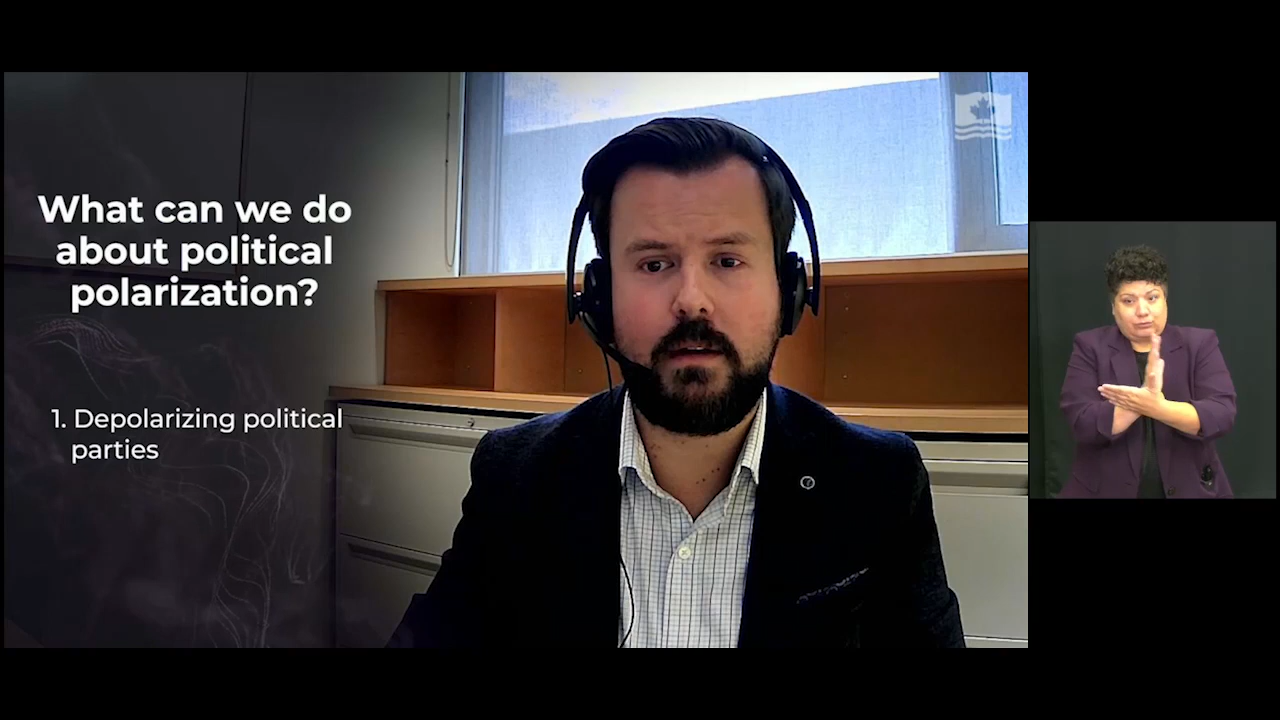 What can we do
about political
polarization?
1. Depolarizing political
parties